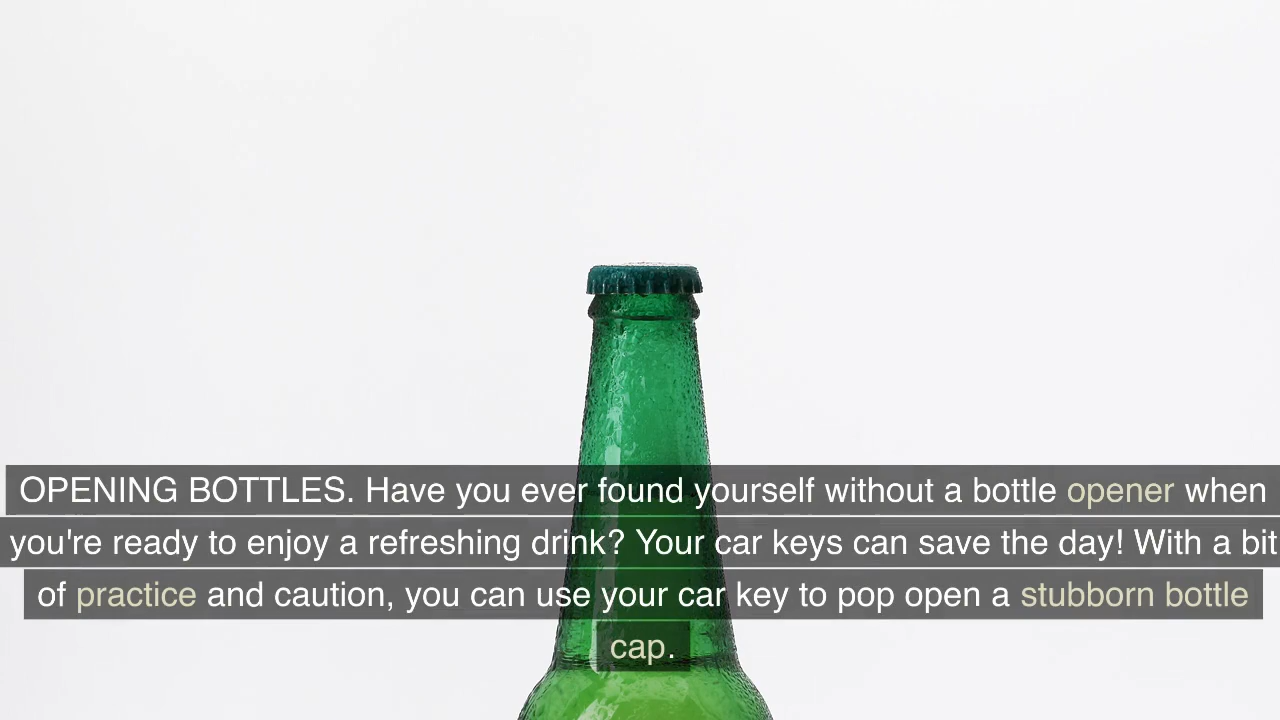 OPENING BOTTLES. Have you ever found yourself without a bottle opener when
you're ready to enjoy a refreshing drink? Your car keys can save the day! With a bit
of practice and caution, you can use your car key to pop open a stubborn bottle
cap.